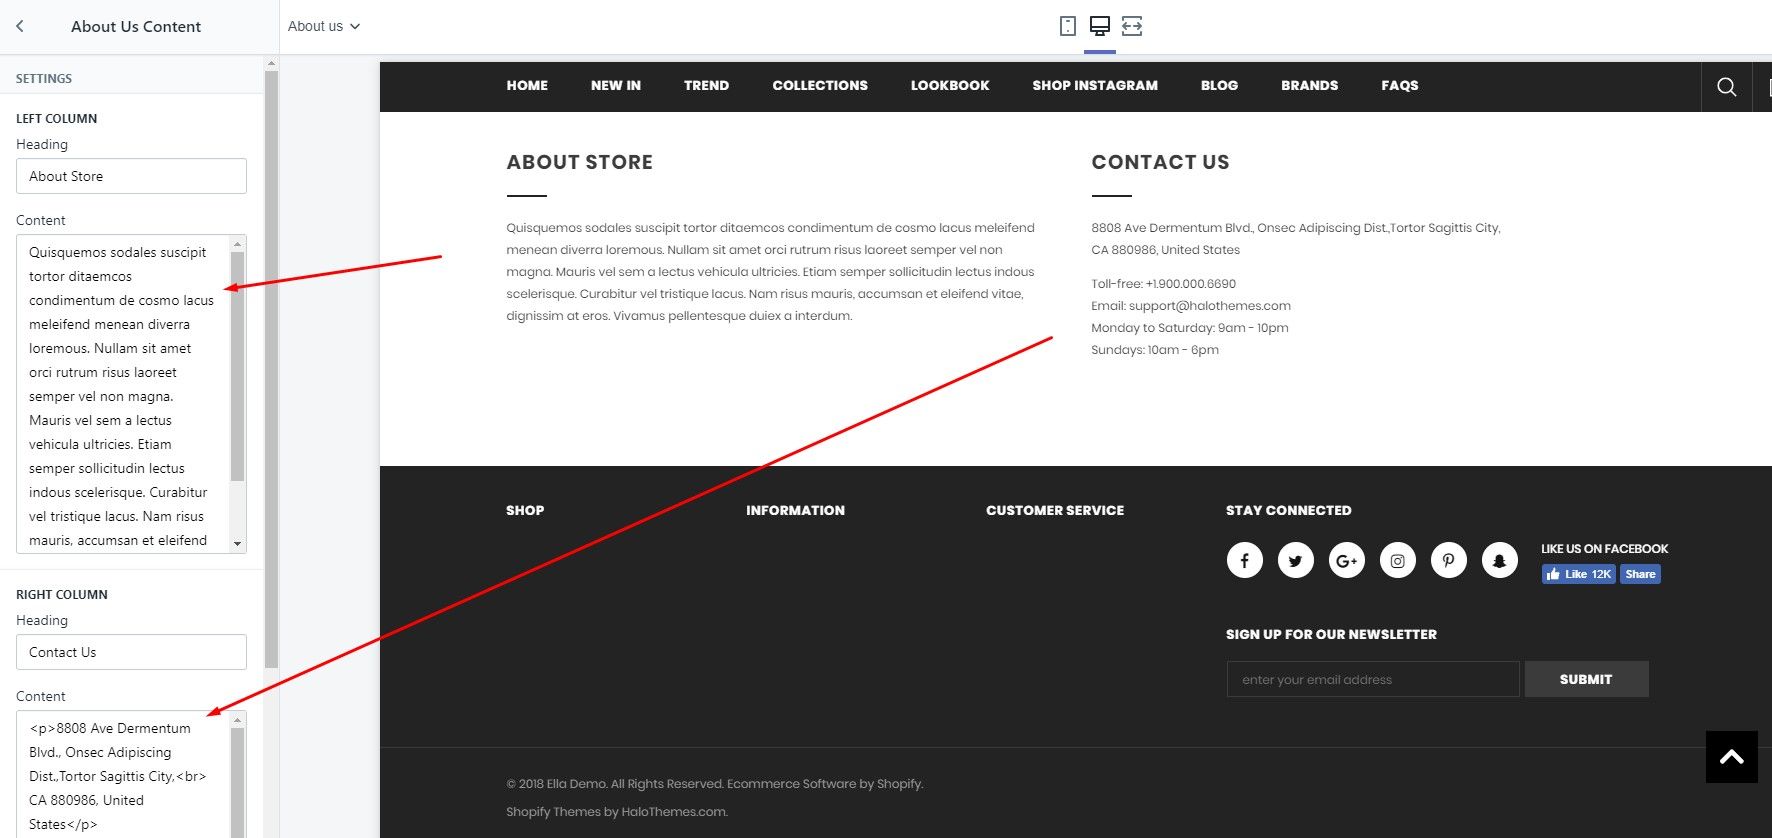 About Us Content
About us
SETTINGS
LEFT COLUMN
Heading
About Store
Content
Quisquemos sodales suscipit
tortor ditaemcos
condimentum de cosmo lacus
meleifend menean diverra
loremous. Nullam sit amet
orci rutrum risus laoreet
semper vel non magna.
Mauris vel sem a lectus
vehicula ultricies. Etiam
semper sollicitudin lectus
indous scelerisque. Curabitur
vel tristique lacus. Nam risus
mauris, accumsan et eleifend
RIGHT COLUMN
Heading
Contact Us
Content
<p>8808 Ave Dermentum
Blvd., Onsec Adipiscing
Dist.,Tortor Sagittis City,<br>
CA 880986, United
States</p>
HOME NEW IN TREND COLLECTIONS LOOKBOOK SHOP INSTAGRAM BLOG BRANDS FAQS
ABOUT STORE
Quisquemos sodales suscipit tortor ditaemcos condimentum de cosmo lacus meleifend
menean diverra loremous. Nullam sit amet orci rutrum risus laoreet semper vel non
magna. Mauris vel sem a lectus vehicula ultricies. Etiam semper sollicitudin lectus indous
scelerisque. Curabitur vel tristique lacus. Nam risus mauris, accumsan et eleifend vitae,
dignissim at eros. Vivamus pellentesque duiex a interdum.
CONTACT US
8808 Ave Dermentum Blvd., Onsec Adipiscing Dist.,Tortor Sagittis City,
CA 880986, United States
Toll-free: +1.900.000.6690
Email: support@halothemes.com
Monday to Saturday: 9am - 10pm
Sundays: 10am - 6pm
SHOP
INFORMATION
CUSTOMER SERVICE
STAY CONNECTED
LIKE US ON FACEBOOK
Like 12K Share
SIGN UP FOR OUR NEWSLETTER
enter your email address
SUBMIT
© 2018 Ella Demo. All Rights Reserved. Ecommerce Software by Shopify.
Shopify Themes by HaloThemes.com.